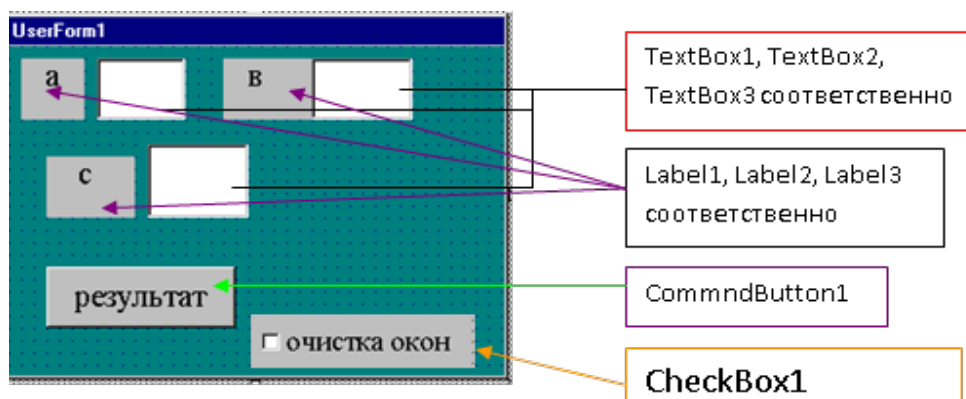 UserForm1
а
в
с
результат
очистка окон
TextBox1, TextBox2,
TextBox3 соответственно
Label1, Label2, Label3
соответственно
CommndButton1
CheckBox1